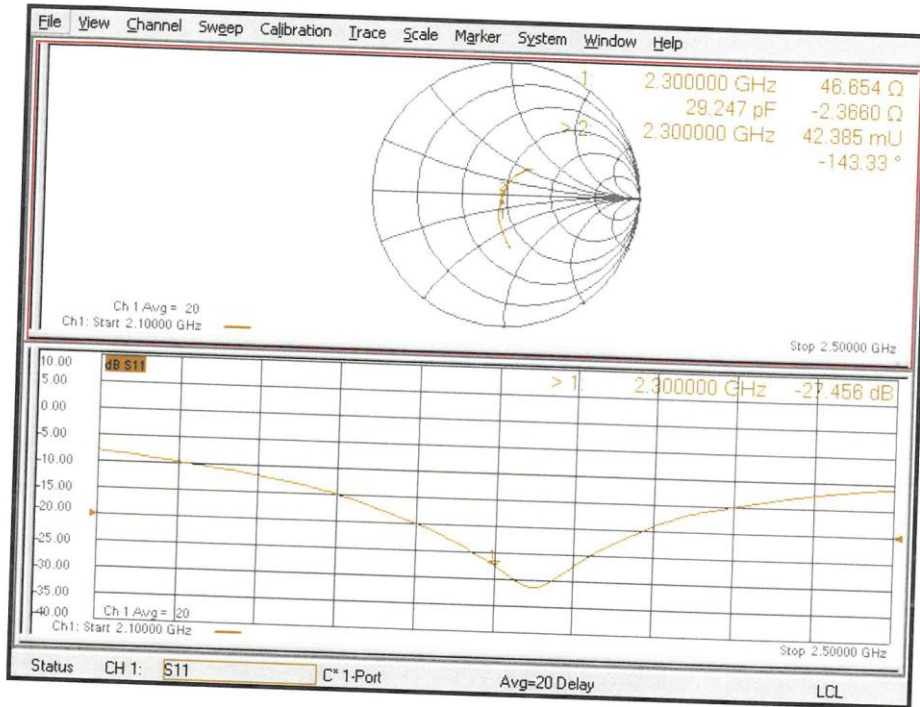 File View Channel Sweep Calibration Trace Scale Marker System Window Help
1: 2.300000 GHz 46.654 Ω
29.247 pF -2.3660 Ω
> 2: 2.300000 GHz 42.385 mU
-143.33 °
Ch 1 Avg = 20
Ch1: Start 2.10000 GHz
Stop 2.50000 GHz
dB S11
> 1: 2.300000 GHz -27.456 dB
10.00
5.00
0.00
-5.00
-10.00
-15.00
-20.00
-25.00
-30.00
-35.00
-40.00
1
Ch 1 Avg = 20
Ch1: Start 2.10000 GHz
Stop 2.50000 GHz
Status CH 1: S11 C* 1-Port Avg=20 Delay LCL